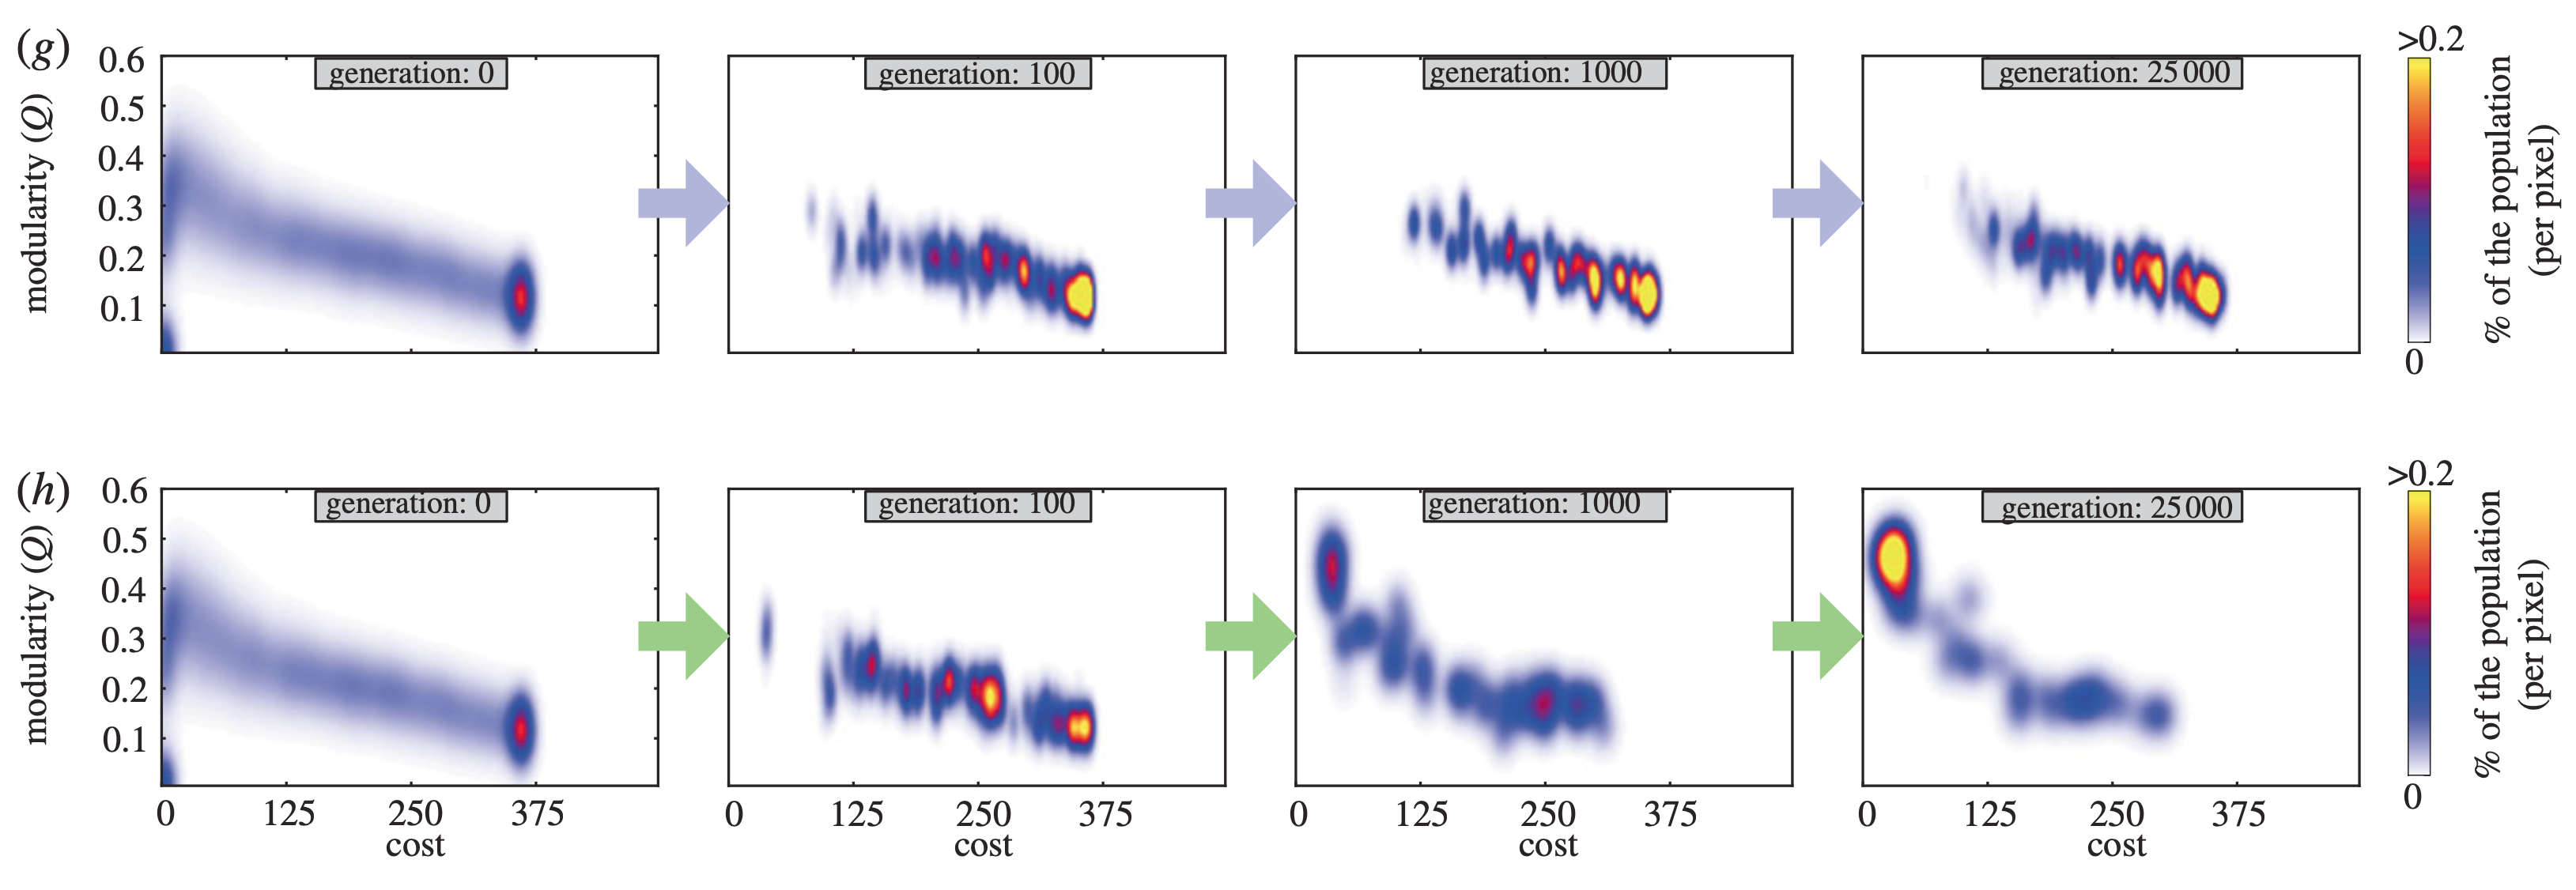 (g)
modularity (Q)
0.6
0.5
0.4
0.3
0.2
0.1
generation: 0
generation: 100
generation: 1000
generation: 25 000
>0.2
0
% of the population
(per pixel)
(h)
modularity (Q)
0.6
0.5
0.4
0.3
0.2
0.1
generation: 0
generation: 100
generation: 1000
generation: 25 000
>0.2
0
% of the population
(per pixel)
0 125 250 375
cost
0 125 250 375
cost
0 125 250 375
cost
0 125 250 375
cost